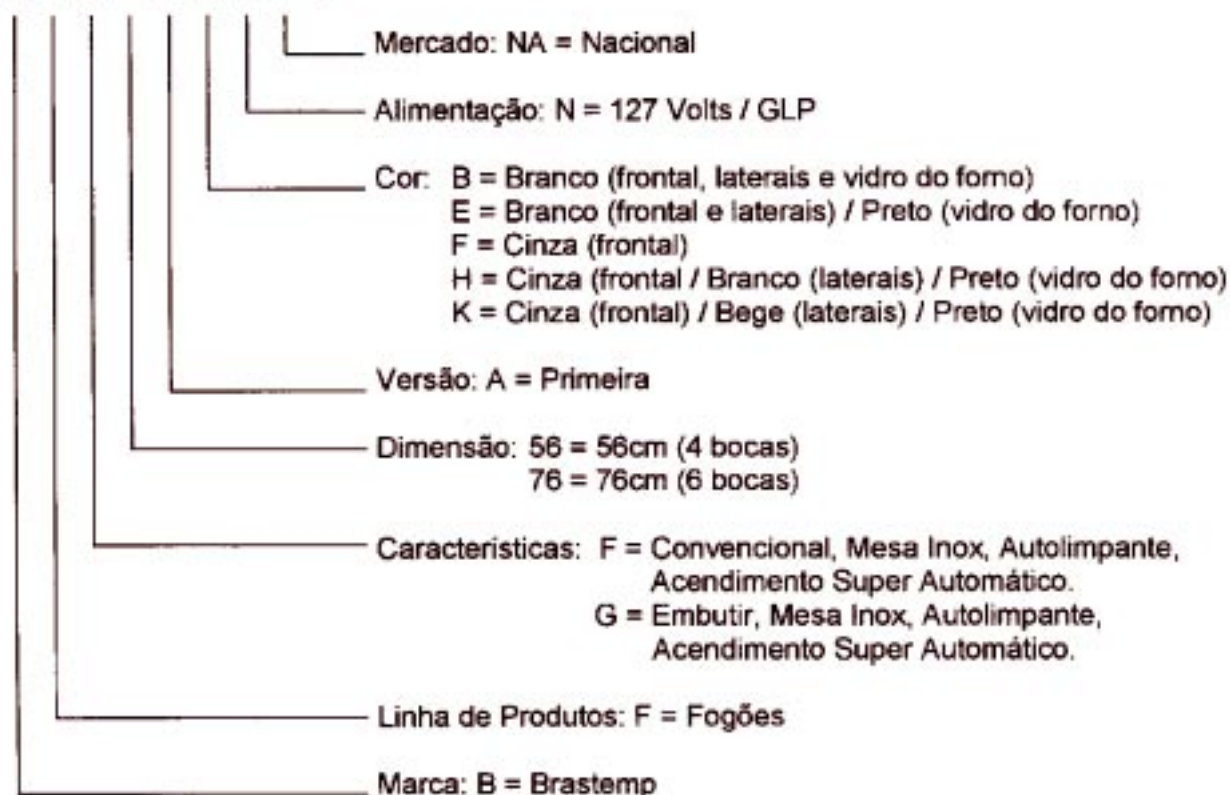 Mercado: NA = Nacional
Alimentação: N = 127 Volts / GLP
Cor: B = Branco (frontal, laterais e vidro do forno)
E = Branco (frontal e laterais) / Preto (vidro do forno)
F = Cinza (frontal)
H = Cinza (frontal / Branco (laterais) / Preto (vidro do forno)
K = Cinza (frontal) / Bege (laterais) / Preto (vidro do forno)
Versão: A = Primeira
Dimensão: 56 = 56cm (4 bocas)
76 = 76cm (6 bocas)
Características: F = Convencional, Mesa Inox, Autolimpante,
Acendimento Super Automático.
G = Embutir, Mesa Inox, Autolimpante,
Acendimento Super Automático.
Linha de Produtos: F = Fogões
Marca: B = Brastemp